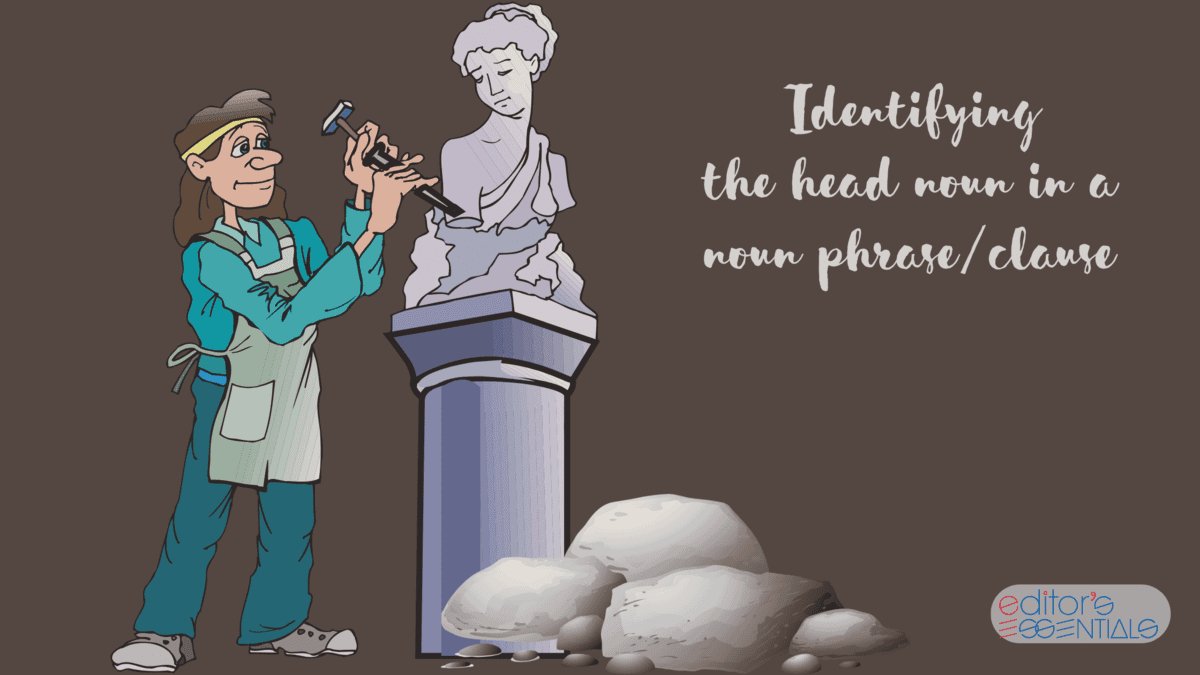 Identifying
the head noun in a
noun phrase/clause
editor's
ESSENTIALS